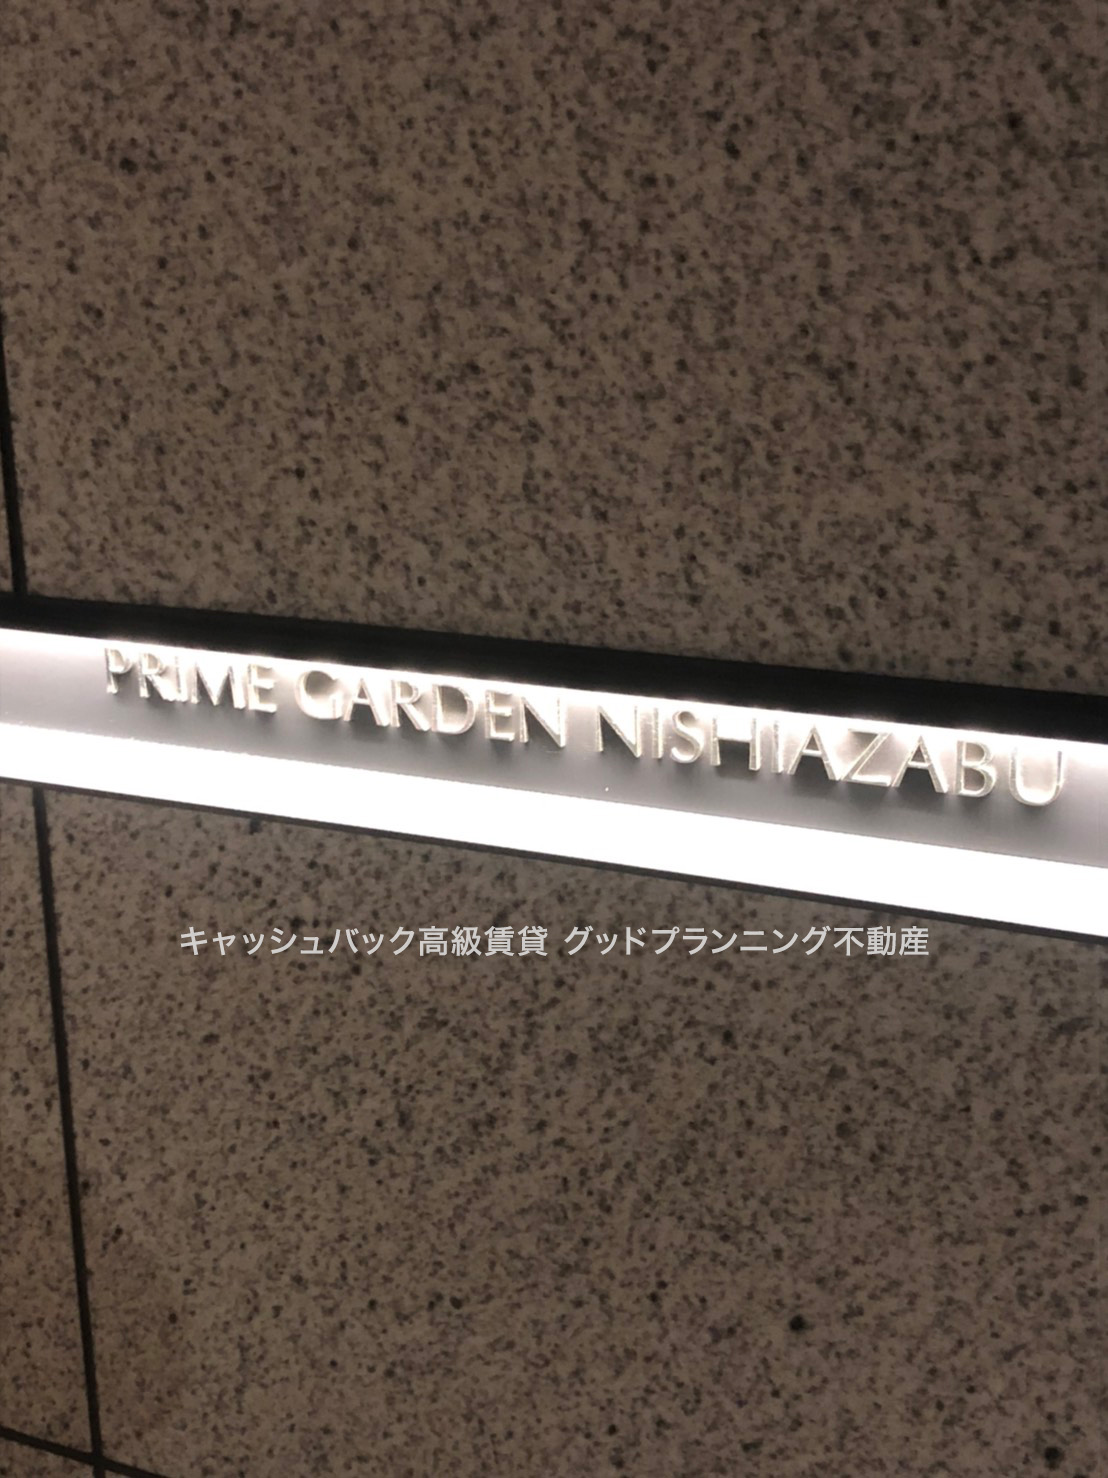 PRIME GARDEN NISHIAZABU
キャッシュバック高級賃貸 グッドプランニング不動産